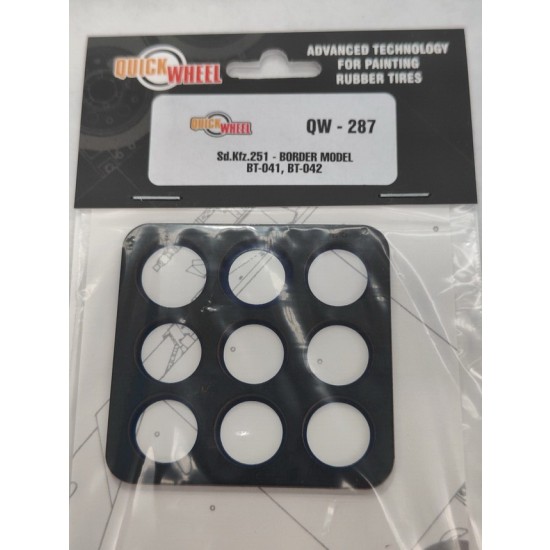 QUICK WHEEL
ADVANCED TECHNOLOGY
FOR PAINTING
RUBBER TIRES
QUICK WHEEL
QW - 287
Sd.Kfz.251 - BORDER MODEL
BT-041, BT-042